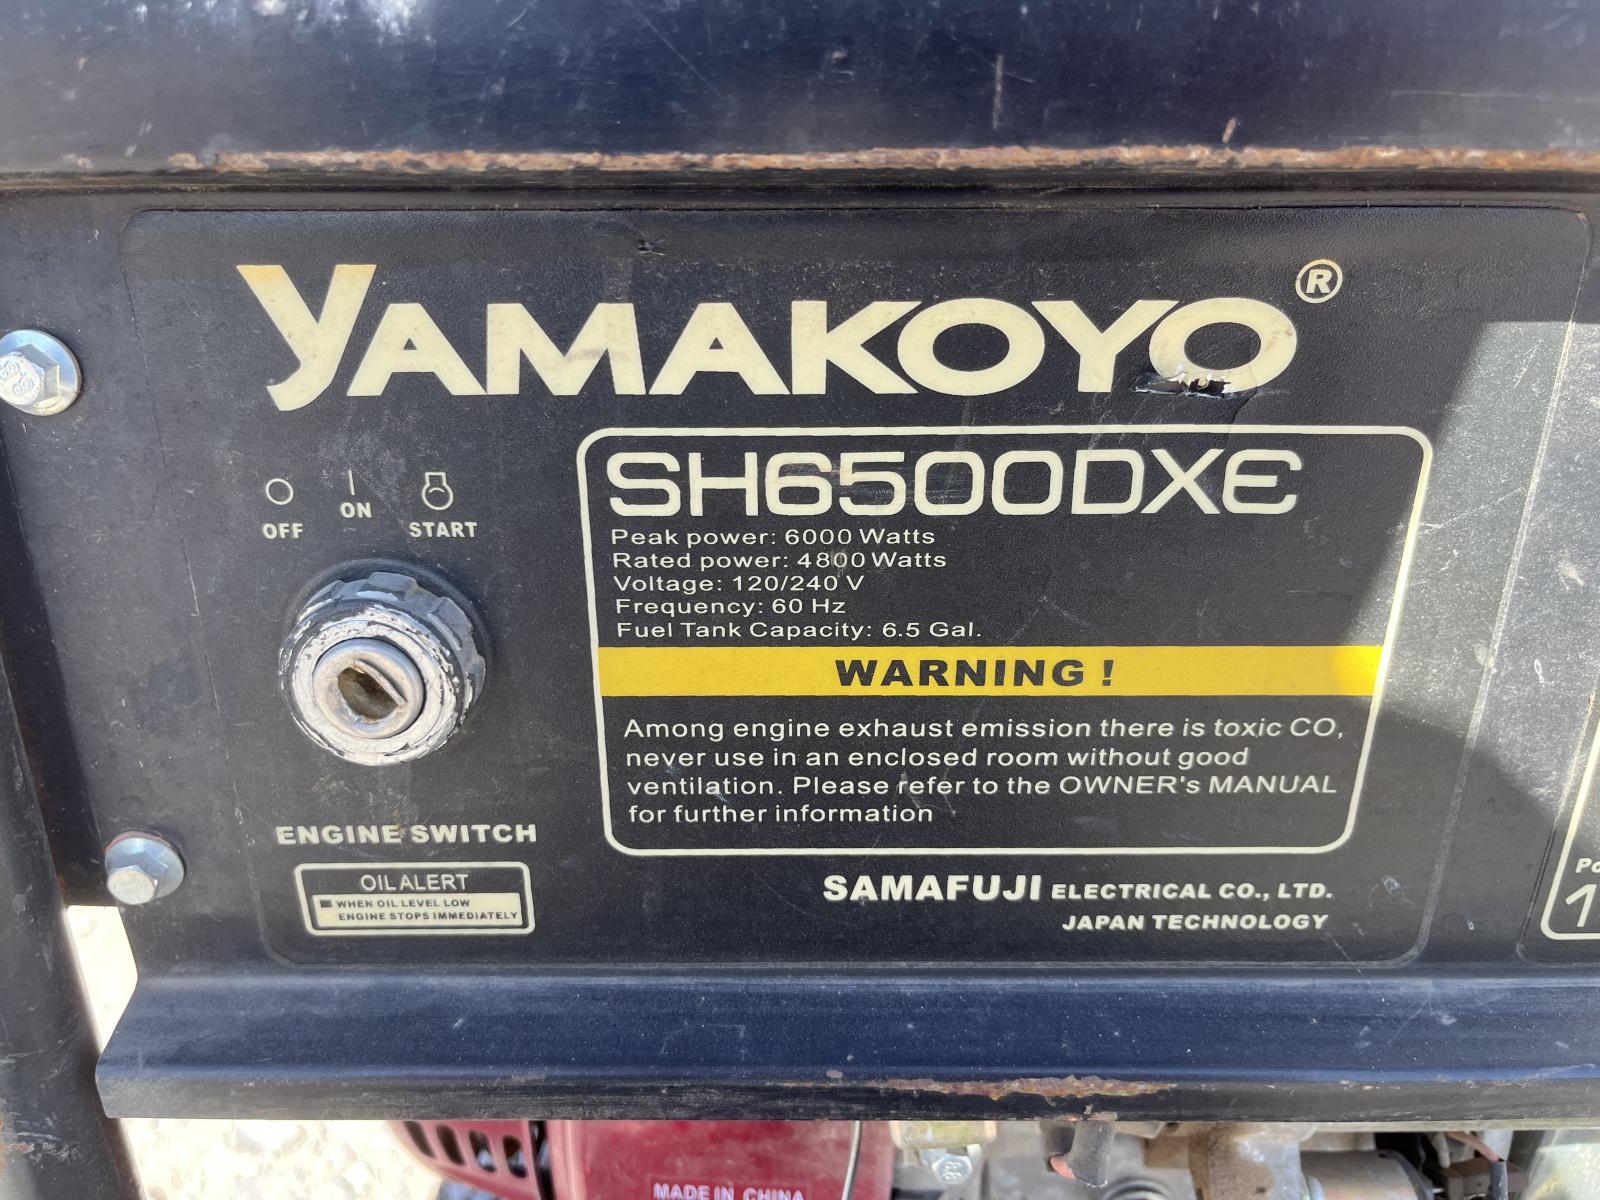 YAMAKOYO®
SH6500DXE
Peak power: 6000 Watts
Rated power: 4800 Watts
Voltage: 120/240 V
Frequency: 60 Hz
Fuel Tank Capacity: 6.5 Gal.
WARNING !
Among engine exhaust emission there is toxic CO,
never use in an enclosed room without good
ventilation. Please refer to the OWNER's MANUAL
for further information
OFF
ON
START
ENGINE SWITCH
OIL ALERT
WHEN OIL LEVEL LOW
ENGINE STOPS IMMEDIATELY
SAMAFUJI ELECTRICAL CO., LTD.
JAPAN TECHNOLOGY
MADE IN CHINA